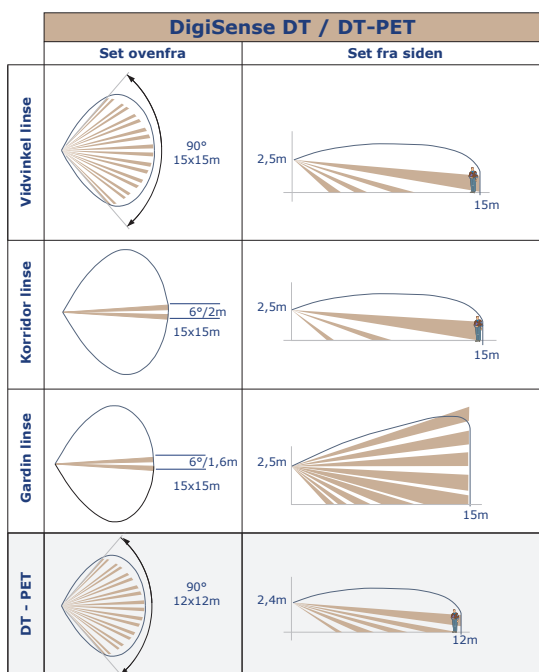 DigiSense DT / DT-PET
Set ovenfra
Set fra siden
Vidvinkel linse
90°
15x15m
2,5m
15m
Korridor linse
6°/2m
15x15m
2,5m
15m
Gardin linse
6°/1,6m
15x15m
2,5m
15m
DT - PET
90°
12x12m
2,4m
12m